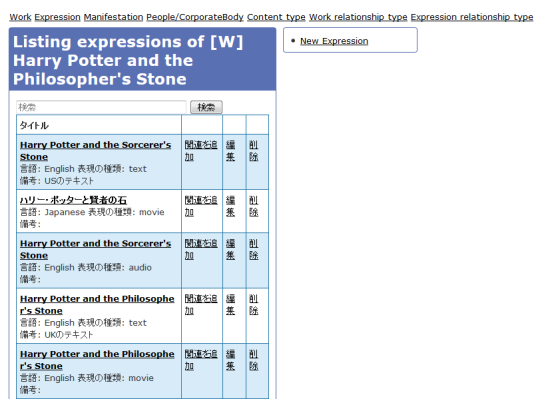 Work Expression Manifestation People/CorporateBody Content type Work relationship type Expression relationship type
Listing expressions of [W]
Harry Potter and the
Philosopher's Stone
• New Expression
検索 検索
タイトル
Harry Potter and the Sorcerer's 関連を追 編 削
Stone 加 集 除
言語: English 表現の種類: text
備考: USのテキスト
ハリー・ポッターと賢者の石 関連を追 編 削
言語: Japanese 表現の種類: movie 加 集 除
備考:
Harry Potter and the Sorcerer's 関連を追 編 削
Stone 加 集 除
言語: English 表現の種類: audio
備考:
Harry Potter and the Philosophe 関連を追 編 削
r's Stone 加 集 除
言語: English 表現の種類: text
備考: UKのテキスト
Harry Potter and the Philosophe 関連を追 編 削
r's Stone 加 集 除
言語: English 表現の種類: movie
備考: